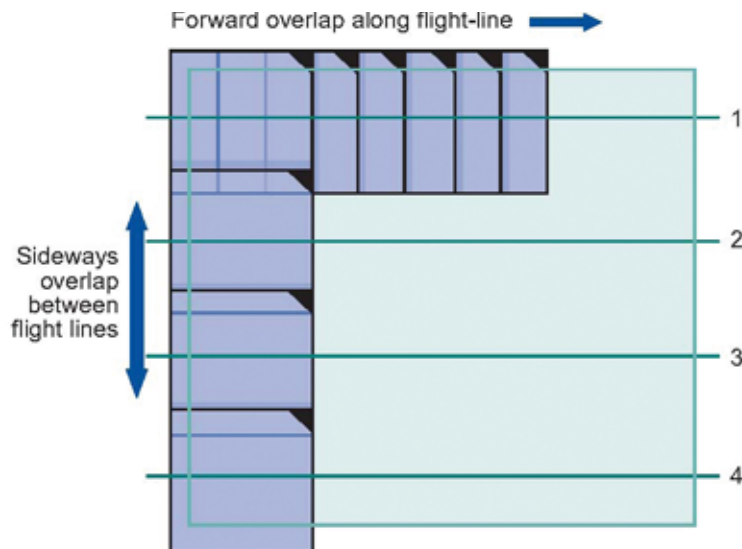 Forward overlap along flight-line
1
2
Sideways
overlap
between
flight lines
3
4